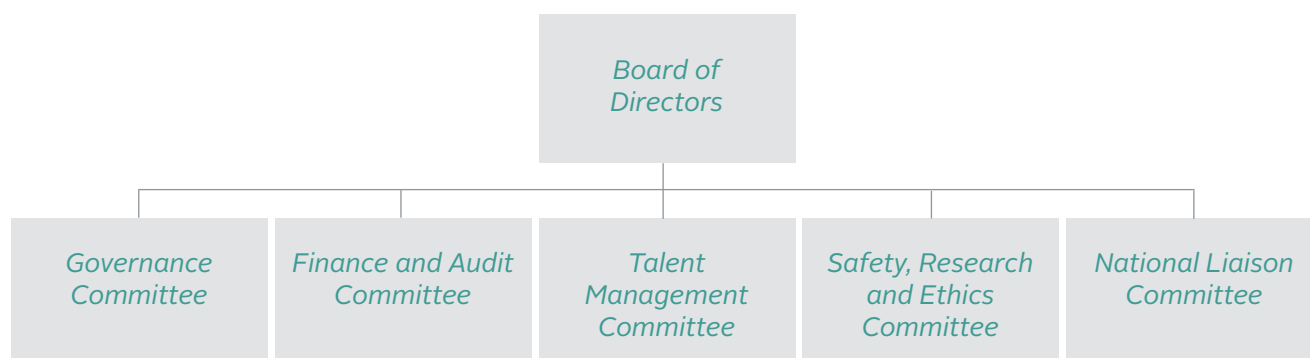 Board of
Directors
Governance
Committee
Finance and Audit
Committee
Talent
Management
Committee
Safety, Research
and Ethics
Committee
National Liaison
Committee